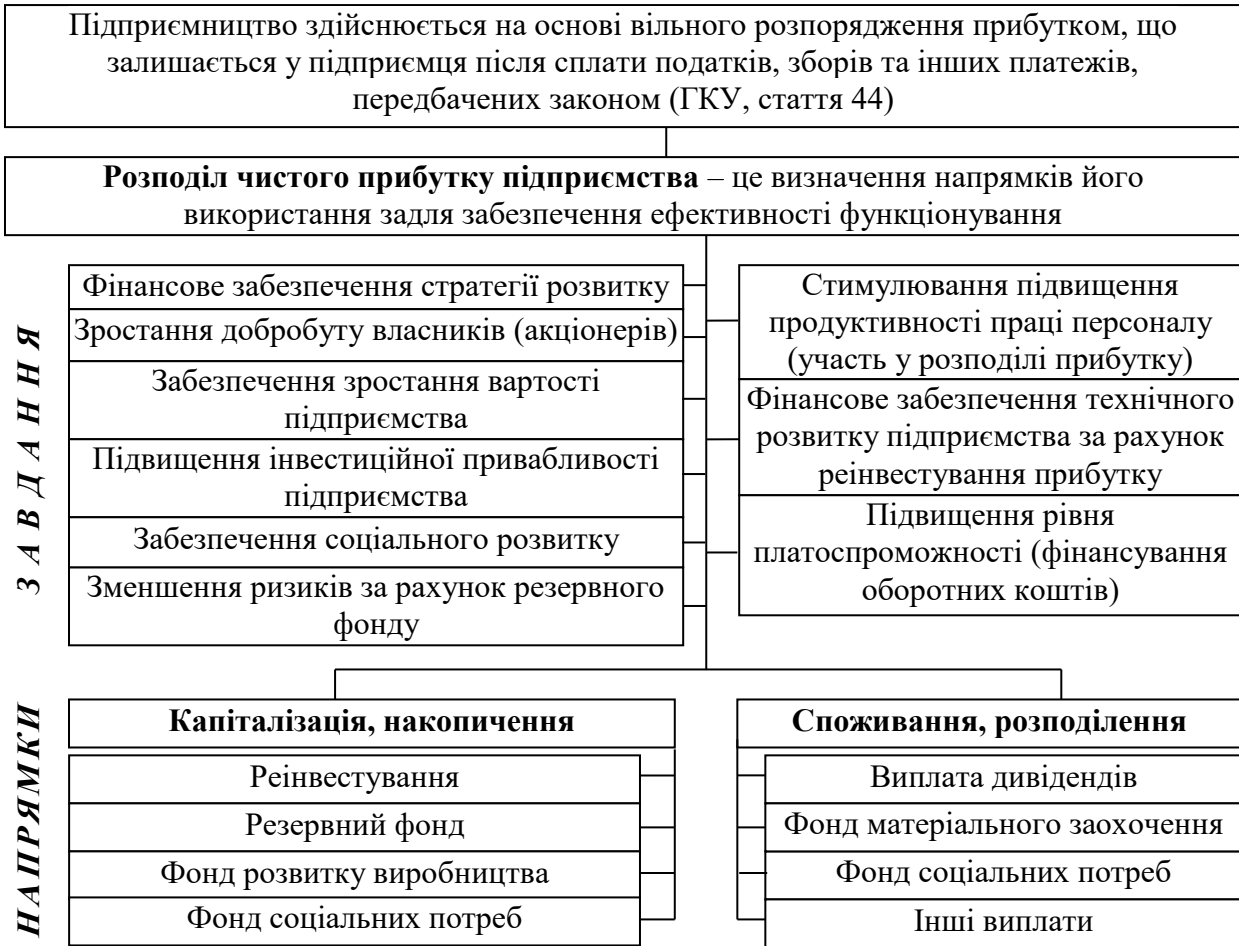 Підприємництво здійснюється на основі вільного розпорядження прибутком, що
залишається у підприємця після сплати податків, зборів та інших платежів,
передбачених законом (ГКУ, стаття 44)
Розподіл чистого прибутку підприємства – це визначення напрямків його
використання задля забезпечення ефективності функціонування
ЗАВДАННЯ
Фінансове забезпечення стратегії розвитку
Зростання добробуту власників (акціонерів)
Забезпечення зростання вартості
підприємства
Підвищення інвестиційної привабливості
підприємства
Забезпечення соціального розвитку
Зменшення ризиків за рахунок резервного
фонду
Стимулювання підвищення
продуктивності праці персоналу
(участь у розподілі прибутку)
Фінансове забезпечення технічного
розвитку підприємства за рахунок
реінвестування прибутку
Підвищення рівня
платоспроможності (фінансування
оборотних коштів)
НАПРЯМКИ
Капіталізація, накопичення
Реінвестування
Резервний фонд
Фонд розвитку виробництва
Фонд соціальних потреб
Споживання, розподілення
Виплата дивідендів
Фонд матеріального заохочення
Фонд соціальних потреб
Інші виплати